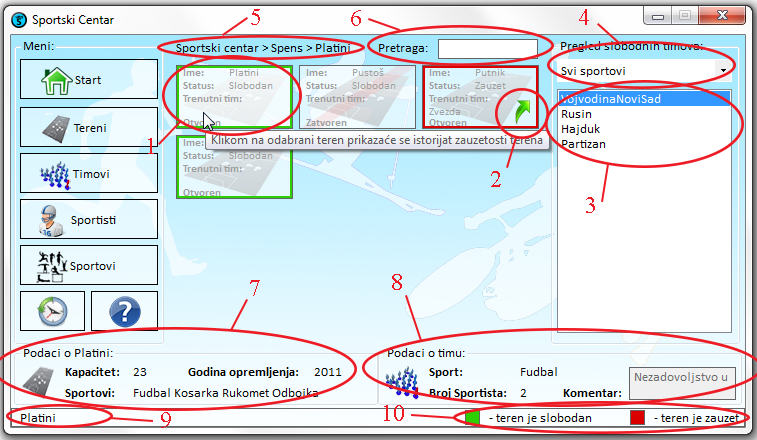 Sportski Centar
5
6
4
Meni:
Sportski centar > Spens > Platini
Pretraga:
Pregled slobodnih timova:
Start
Tereni
Timovi
Sportisti
Sportovi
Ime: Platini
Status: Slobodan
Trenutni tim:
Otvoren
Ime: Pustoš
Status: Slobodan
Trenutni tim:
Zatvoren
Ime: Putnik
Status: Zauzet
Trenutni tim:
Zvezda
Otvoren
1
Klikom na odabrani teren prikazaće se istorijat zauzetosti terena
2
Ime:
Status: Slobodan
Trenutni tim:
Otvoren
Svi sportovi
VojvodinaNoviSad
Rusin
Hajduk
Partizan
3
7
8
Podaci o Platini:
Kapacitet: 23 Godina opremljenja: 2011
Sportovi: Fudbal Kosarka Rukomet Odbojka
Podaci o timu:
Sport: Fudbal
Broj Sportista: 2 Komentar: Nezadovoljstvo u
Platini
9
10
- teren je slobodan
- teren je zauzet